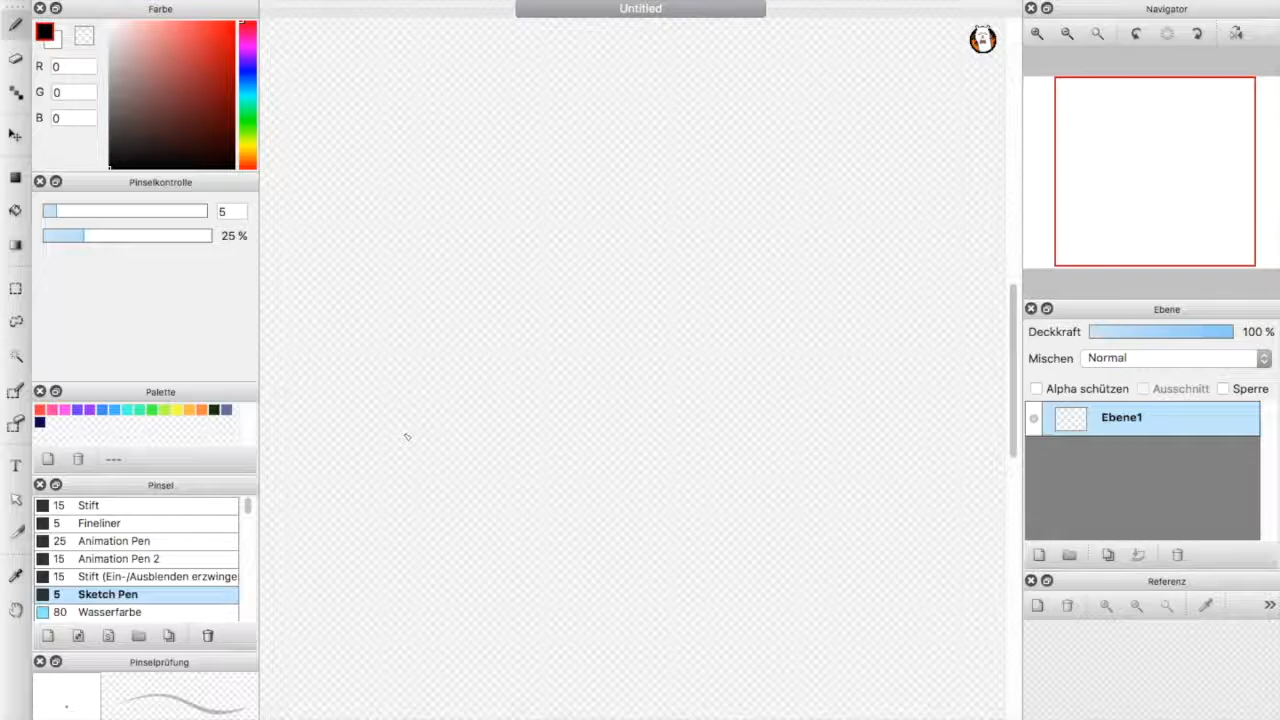 Farbe
Untitled
Navigator
R 0
G 0
B 0
Pinselkontrolle
5
25 %
Ebene
Deckkraft 100 %
Mischen Normal
Alpha schützen Ausschnitt Sperre
Ebene1
Palette
---
Pinsel
15 Stift
5 Fineliner
25 Animation Pen
15 Animation Pen 2
15 Stift (Ein-/Ausblenden erzwinge
5 Sketch Pen
80 Wasserfarbe
Referenz
Pinselprüfung